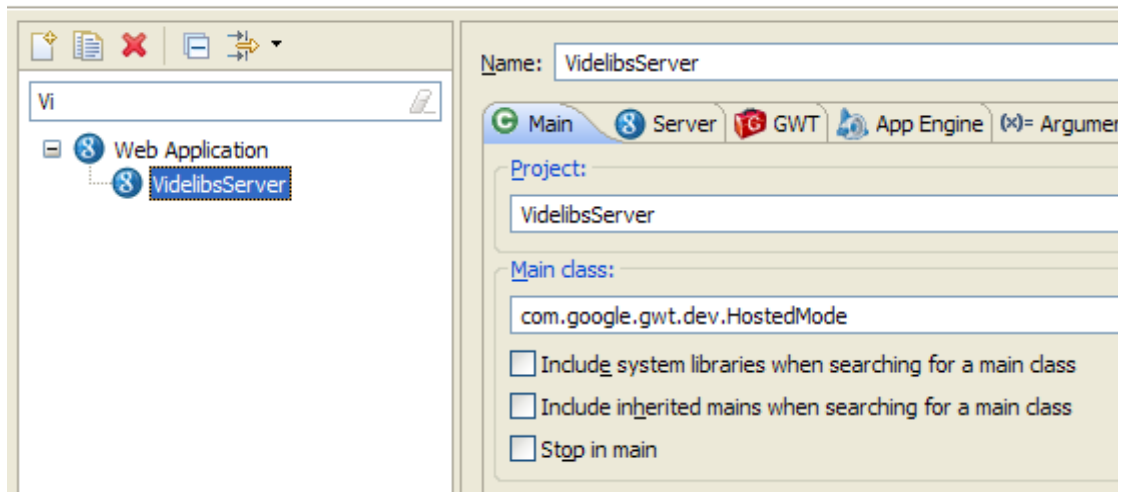 Vi
Web Application
VidelibsServer
Name: VidelibsServer
Main Server GWT App Engine (x)= Argumer
Project:
VidelibsServer
Main class:
com.google.gwt.dev.HostedMode
Include system libraries when searching for a main class
Include inherited mains when searching for a main class
Stop in main